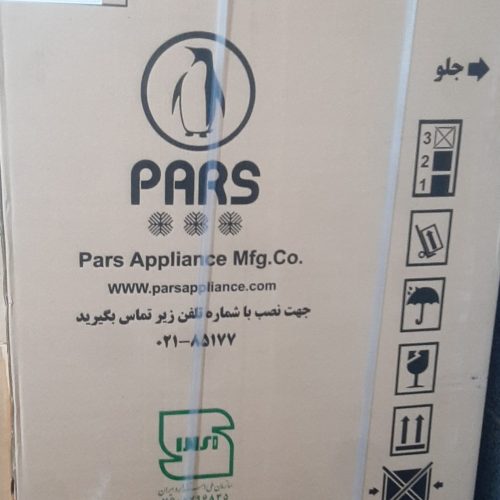 PARS
Pars Appliance Mfg.Co.
www.parsappliance.com
جهت نصب با شماره تلفن زیر تماس بگیرید
۰۲۱-۸۵۱۷۷
جلو
3
2
1